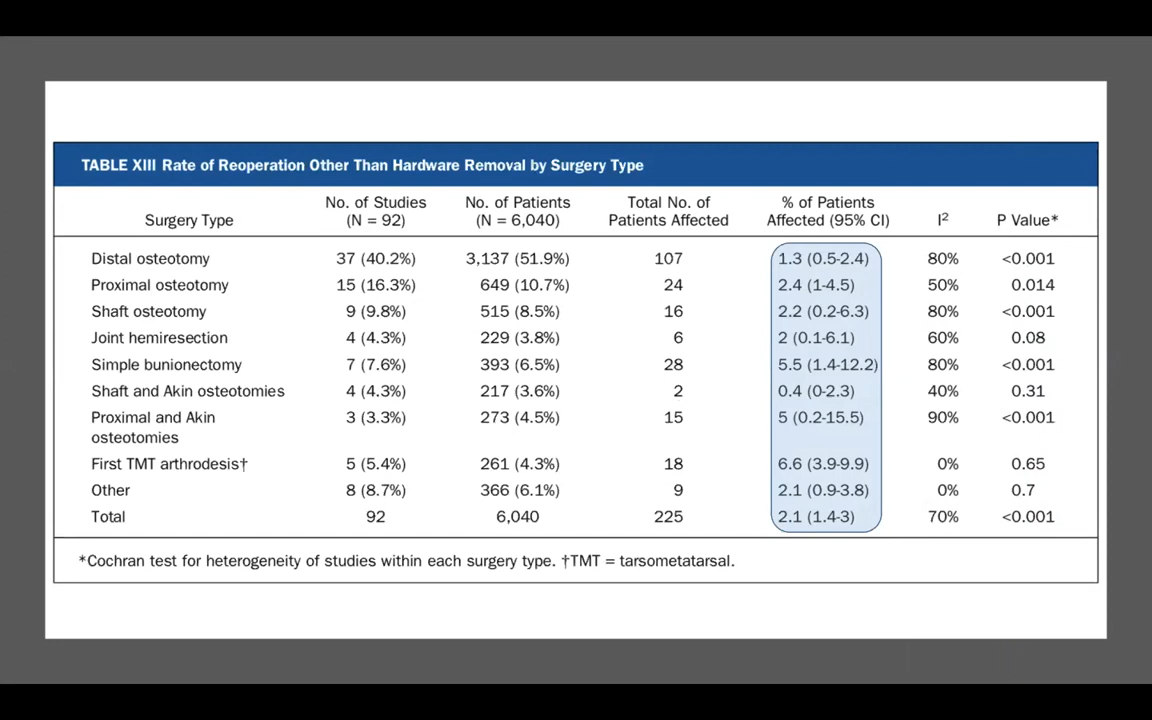 TABLE XIII Rate of Reoperation Other Than Hardware Removal by Surgery Type
Surgery Type No. of Studies (N = 92) No. of Patients (N = 6,040) Total No. of Patients Affected % of Patients Affected (95% CI) I² P Value*
Distal osteotomy 37 (40.2%) 3,137 (51.9%) 107 1.3 (0.5-2.4) 80% <0.001
Proximal osteotomy 15 (16.3%) 649 (10.7%) 24 2.4 (1-4.5) 50% 0.014
Shaft osteotomy 9 (9.8%) 515 (8.5%) 16 2.2 (0.2-6.3) 80% <0.001
Joint hemiresection 4 (4.3%) 229 (3.8%) 6 2 (0.1-6.1) 60% 0.08
Simple bunionectomy 7 (7.6%) 393 (6.5%) 28 5.5 (1.4-12.2) 80% <0.001
Shaft and Akin osteotomies 4 (4.3%) 217 (3.6%) 2 0.4 (0-2.3) 40% 0.31
Proximal and Akin osteotomies 3 (3.3%) 273 (4.5%) 15 5 (0.2-15.5) 90% <0.001
First TMT arthrodesis† 5 (5.4%) 261 (4.3%) 18 6.6 (3.9-9.9) 0% 0.65
Other 8 (8.7%) 366 (6.1%) 9 2.1 (0.9-3.8) 0% 0.7
Total 92 6,040 225 2.1 (1.4-3) 70% <0.001
*Cochran test for heterogeneity of studies within each surgery type. †TMT = tarsometatarsal.